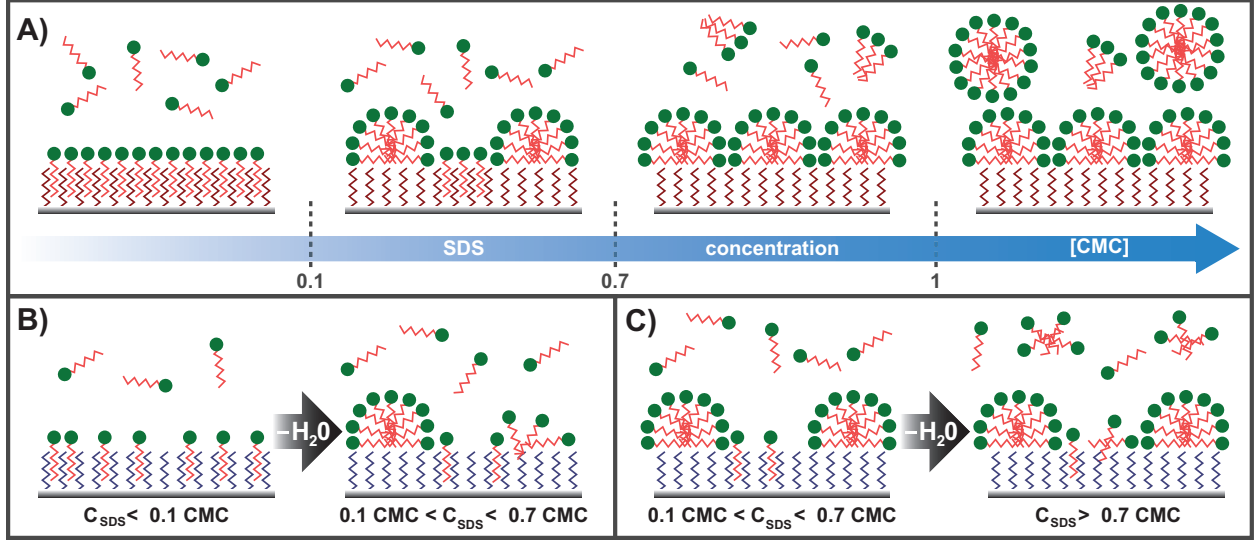 A)
SDS concentration [CMC]
0.1 0.7 1
B)
−H₂0
C_SDS< 0.1 CMC
0.1 CMC < C_SDS< 0.7 CMC
C)
−H₂0
0.1 CMC < C_SDS< 0.7 CMC
C_SDS> 0.7 CMC